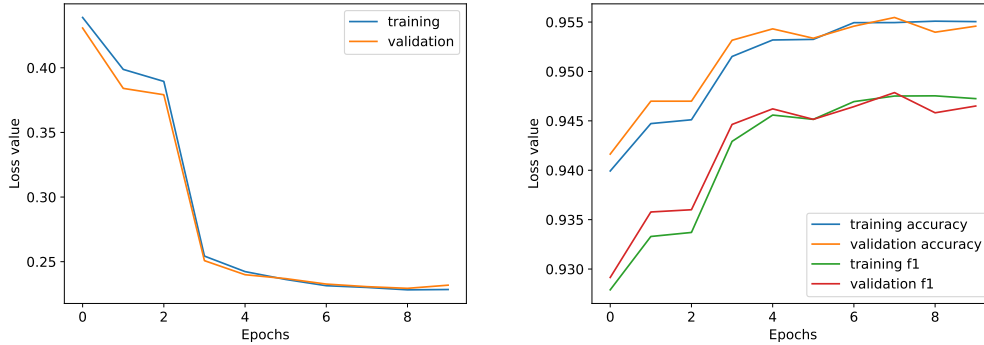 training
validation
0.40
0.35
0.30
0.25
Loss value
0 2 4 6 8
Epochs
0.955
0.950
0.945
0.940
0.935
0.930
Loss value
training accuracy
validation accuracy
training f1
validation f1
0 2 4 6 8
Epochs